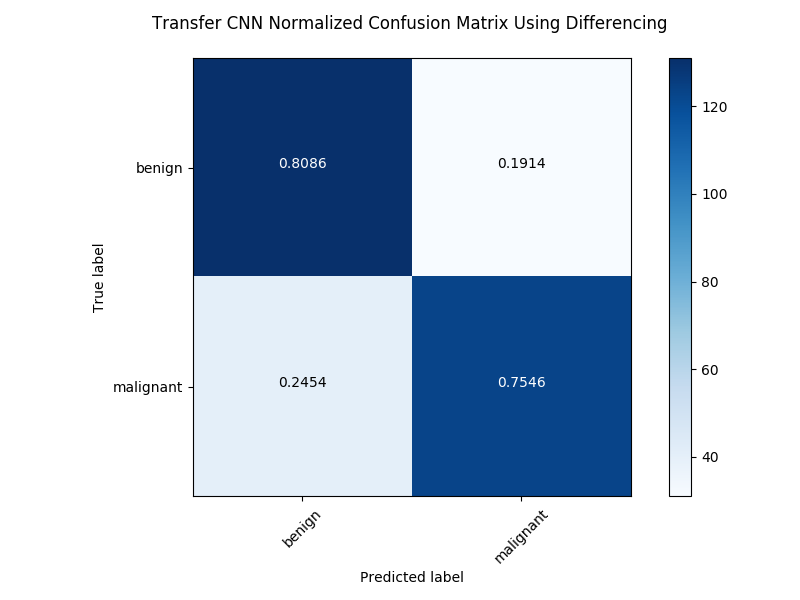 Transfer CNN Normalized Confusion Matrix Using Differencing
True label
benign
0.8086
0.1914
malignant
0.2454
0.7546
benign
malignant
Predicted label
120
100
80
60
40